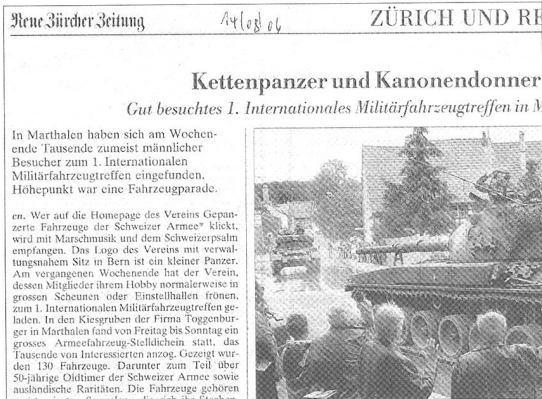 Neue Zürcher Zeitung
14/08/06
ZÜRICH UND RE
Kettenpanzer und Kanonendonner
Gut besuchtes 1. Internationales Militärfahrzeugtreffen in M
In Marthalen haben sich am Wochen-
ende Tausende zumeist männlicher
Besucher zum 1. Internationalen
Militärfahrzeugtreffen eingefunden.
Höhepunkt war eine Fahrzeugparade.
en. Wer auf die Homepage des Vereins Gepan-
zerte Fahrzeuge der Schweizer Armee* klickt,
wird mit Marschmusik und dem Schweizerpsalm
empfangen. Das Logo des Vereins mit verwal-
tungsnahem Sitz in Bern ist ein kleiner Panzer.
Am vergangenen Wochenende hat der Verein,
dessen Mitglieder ihrem Hobby normalerweise in
grossen Scheunen oder Einstellhallen frönen,
zum 1. Internationalen Militärfahrzeugtreffen ge-
laden. In den Kiesgruben der Firma Toggenbur-
ger in Marthalen fand von Freitag bis Sonntag ein
grosses Armeefahrzeug-Stelldichein statt, das
Tausende von Interessierten anzog. Gezeigt wur-
den 130 Fahrzeuge. Darunter zum Teil über
50-jährige Oldtimer der Schweizer Armee sowie
ausländische Raritäten. Die Fahrzeuge gehören